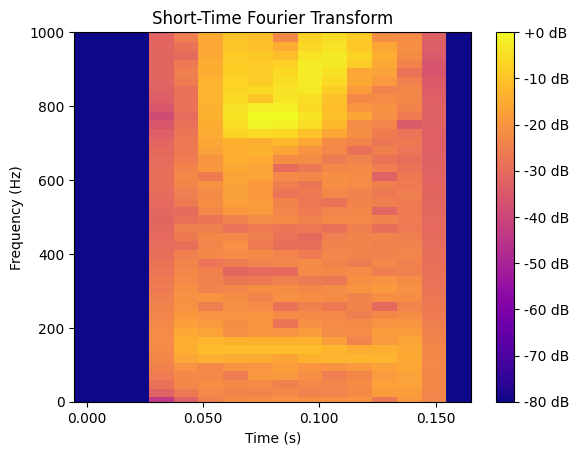 Short-Time Fourier Transform
1000
800
600
400
200
0
Frequency (Hz)
0.000
0.050
0.100
0.150
Time (s)
+0 dB
-10 dB
-20 dB
-30 dB
-40 dB
-50 dB
-60 dB
-70 dB
-80 dB